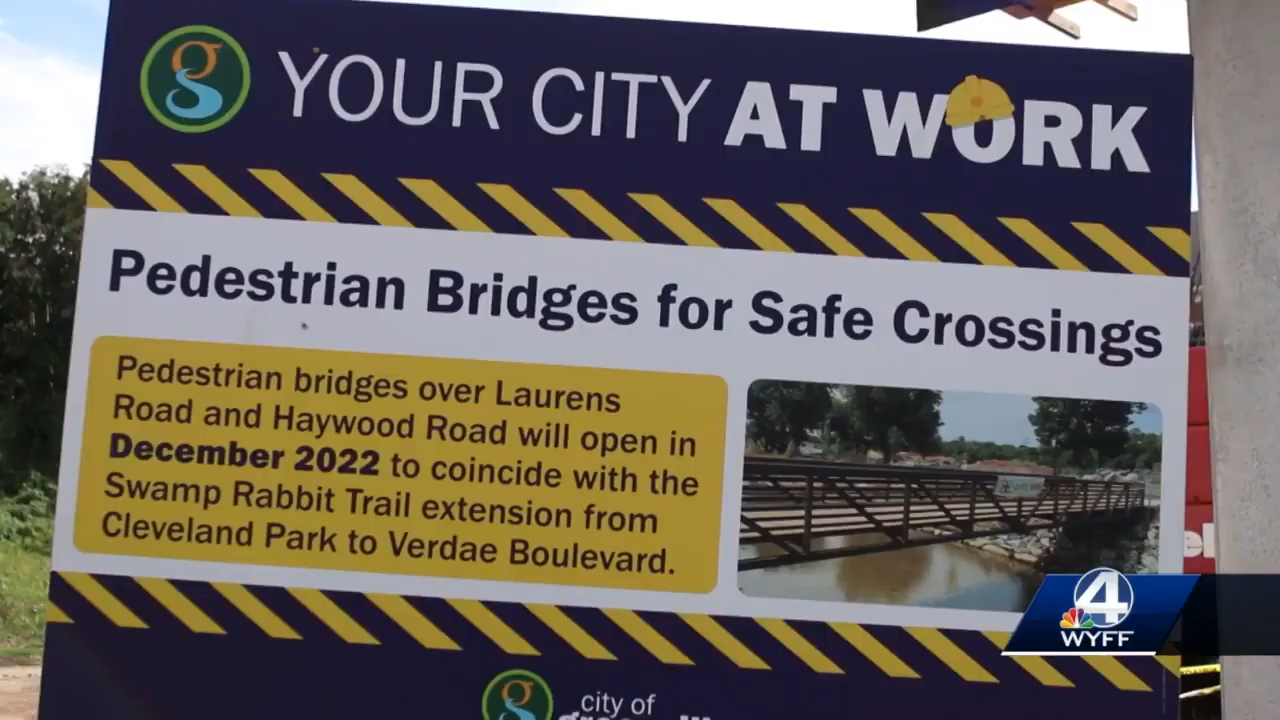 YOUR CITY AT WORK
Pedestrian Bridges for Safe Crossings
Pedestrian bridges over Laurens
Road and Haywood Road will open in
December 2022 to coincide with the
Swamp Rabbit Trail extension from
Cleveland Park to Verdae Boulevard.
4
WYFF
city of